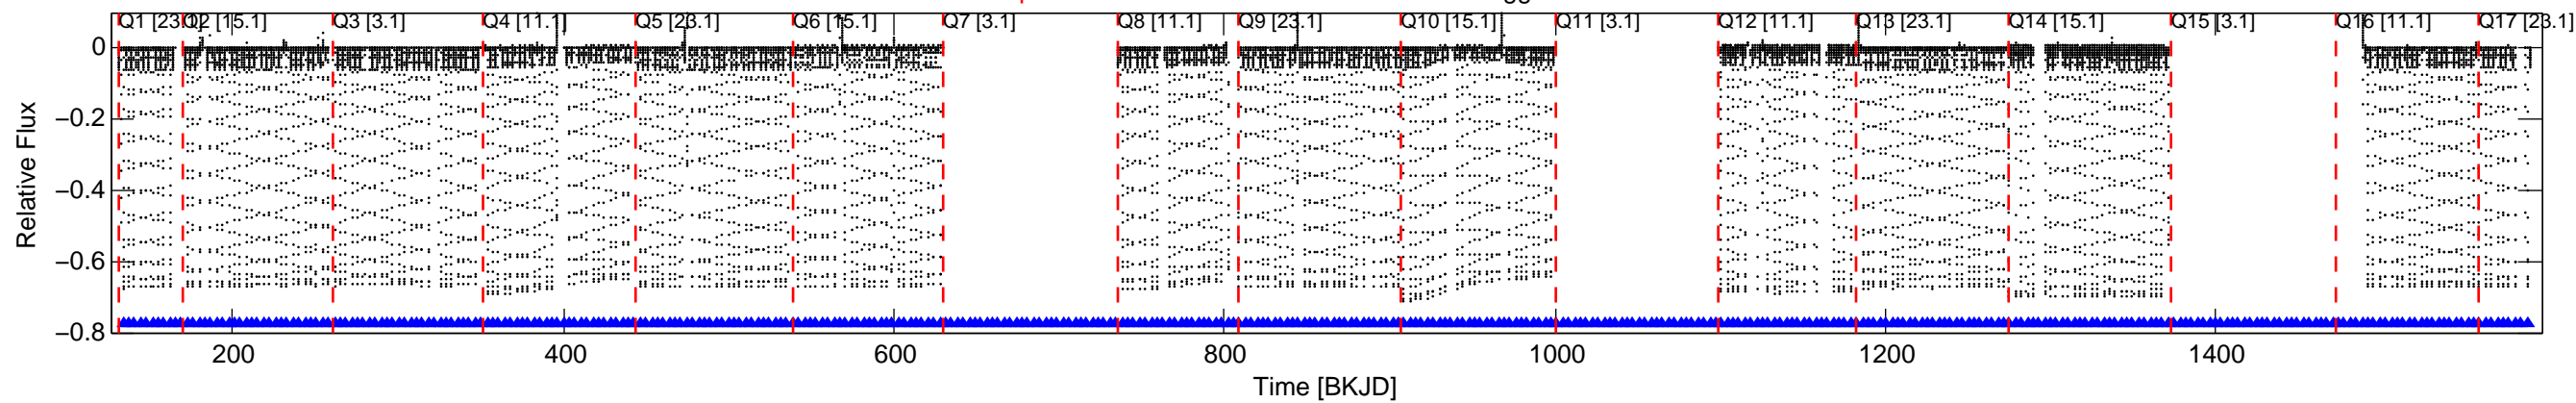 Q1 [23.1] Q2 [15.1] Q3 [3.1] Q4 [11.1] Q5 [23.1] Q6 [15.1] Q7 [3.1] Q8 [11.1] Q9 [23.1] Q10 [15.1] Q11 [3.1] Q12 [11.1] Q13 [23.1] Q14 [15.1] Q15 [3.1] Q16 [11.1] Q17 [23.1]
0
−0.2
−0.4
−0.6
−0.8
Relative Flux
200 400 600 800 1000 1200 1400
Time [BKJD]